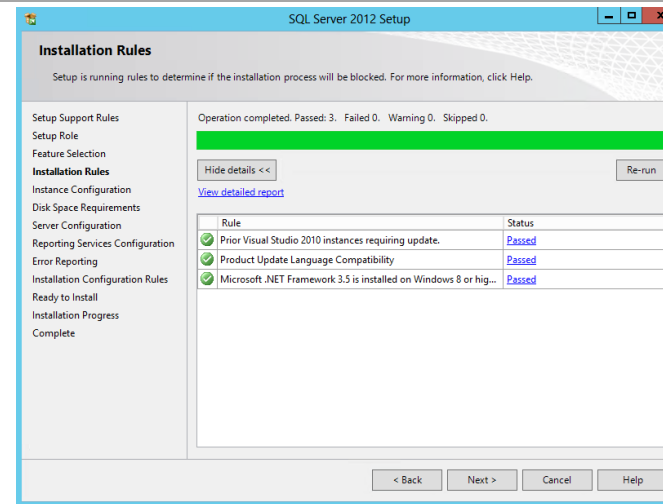 SQL Server 2012 Setup
Installation Rules
Setup is running rules to determine if the installation process will be blocked. For more information, click Help.
Setup Support Rules
Setup Role
Feature Selection
Installation Rules
Instance Configuration
Disk Space Requirements
Server Configuration
Reporting Services Configuration
Error Reporting
Installation Configuration Rules
Ready to Install
Installation Progress
Complete
Operation completed. Passed: 3.   Failed 0.   Warning 0.   Skipped 0.
Hide details <<
Re-run
View detailed report
Rule Status
Prior Visual Studio 2010 instances requiring update. Passed
Product Update Language Compatibility Passed
Microsoft .NET Framework 3.5 is installed on Windows 8 or hig... Passed
< Back Next > Cancel Help